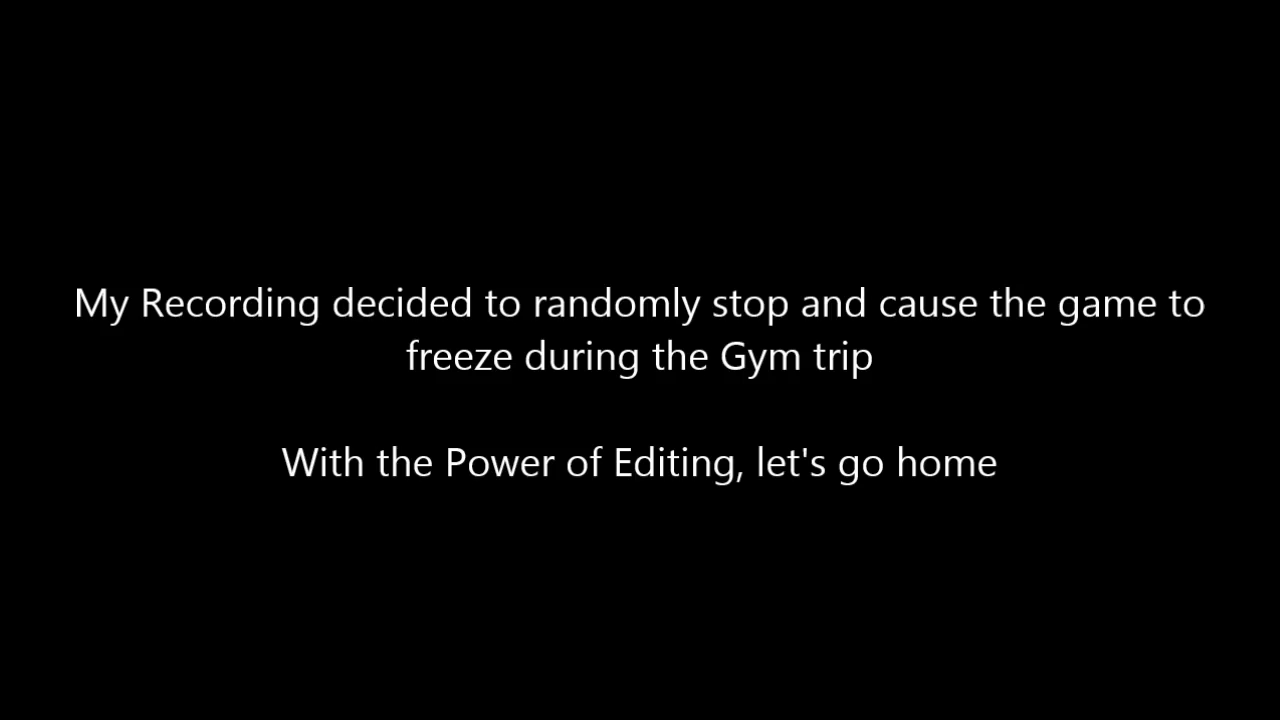 My Recording decided to randomly stop and cause the game to
freeze during the Gym trip
With the Power of Editing, let's go home